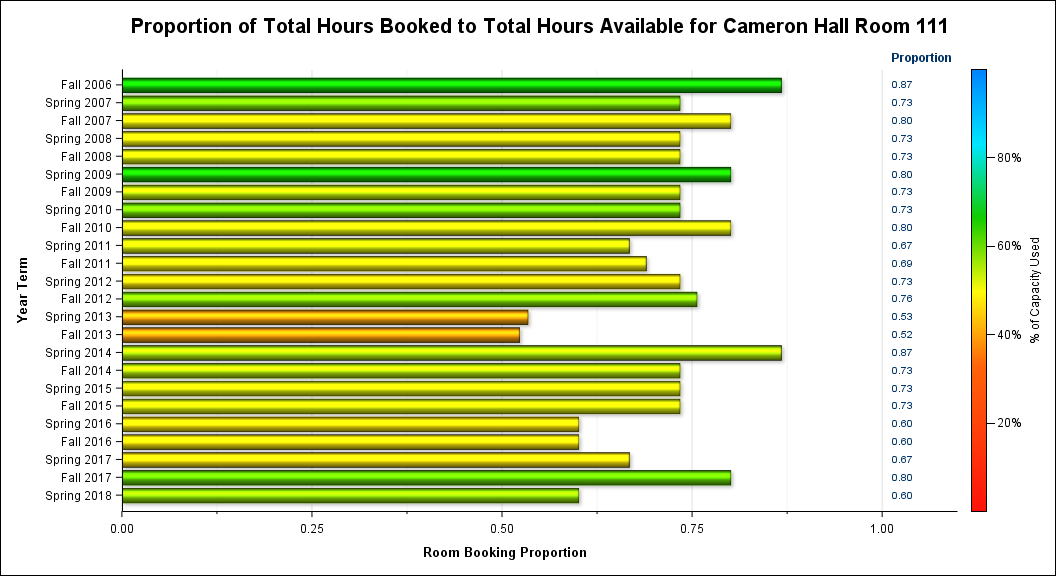 Proportion of Total Hours Booked to Total Hours Available for Cameron Hall Room 111
Proportion
Fall 2006 0.87
Spring 2007 0.73
Fall 2007 0.80
Spring 2008 0.73
Fall 2008 0.73
Spring 2009 0.80
Fall 2009 0.73
Spring 2010 0.73
Fall 2010 0.80
Spring 2011 0.67
Fall 2011 0.69
Spring 2012 0.73
Fall 2012 0.76
Spring 2013 0.53
Fall 2013 0.52
Spring 2014 0.87
Fall 2014 0.73
Spring 2015 0.73
Fall 2015 0.73
Spring 2016 0.60
Fall 2016 0.60
Spring 2017 0.67
Fall 2017 0.80
Spring 2018 0.60
Year Term
0.00 0.25 0.50 0.75 1.00
Room Booking Proportion
80%
60%
40%
20%
% of Capacity Used